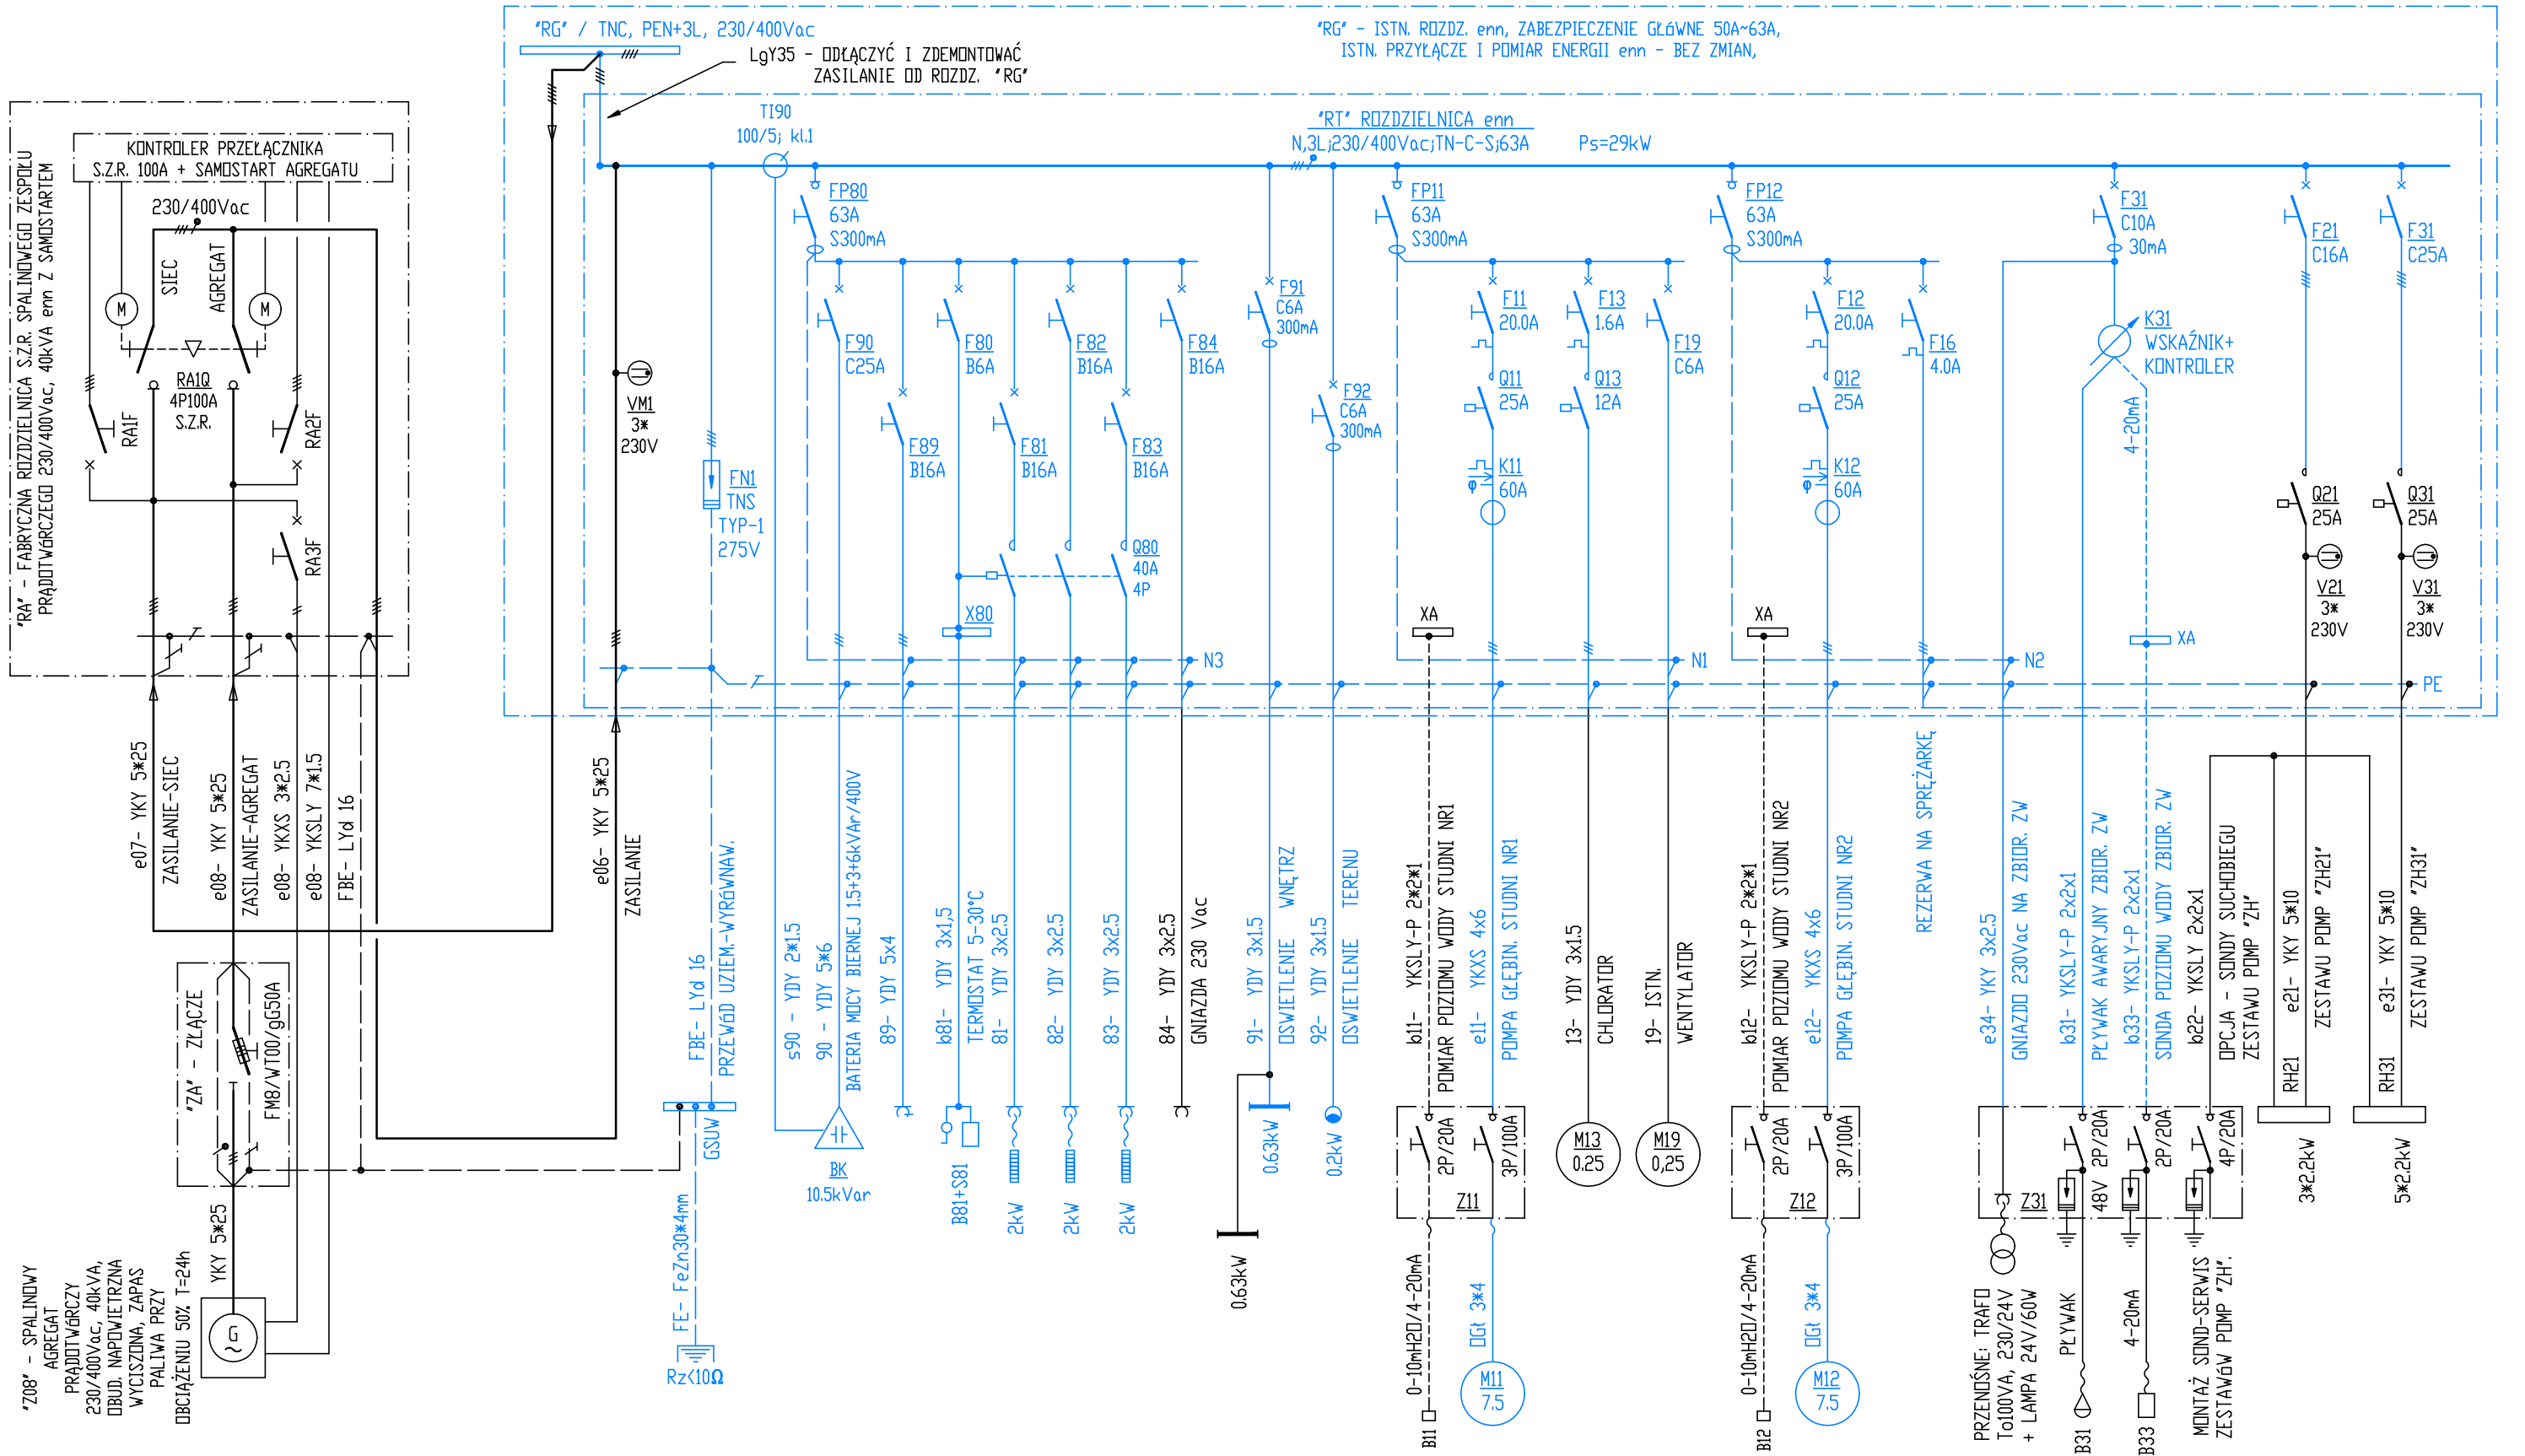 "RG" / TNC, PEN+3L, 230/400Vac
LgY35 - ODŁĄCZYĆ I ZDEMONTOWAĆ
ZASILANIE OD ROZDZ. "RG"
"RG" - ISTN. ROZDZ. enn, ZABEZPIECZENIE GŁÓWNE 50A~63A,
ISTN. PRZYŁĄCZE I POMIAR ENERGII enn - BEZ ZMIAN,
"RT" ROZDZIELNICA enn
N,3L;230/400Vac;TN-C-S;63A
Ps=29kW
TI90
100/5; kl.1
"RA" - FABRYCZNA ROZDZIELNICA S.Z.R. SPALINOWEGO ZESPOŁU
PRĄDOTWÓRCZEGO 230/400Vac, 40kVA enn Z SAMOSTARTEM
KONTROLER PRZEŁĄCZNIKA
S.Z.R. 100A + SAMOSTART AGREGATU
230/400Vac
SIEC
AGREGAT
M
M
RA1Q
4P100A
S.Z.R.
RA1F
RA2F
RA3F
VM1
3*
230V
FN1
TNS
TYP-1
275V
FP80
63A
S300mA
F90
C25A
F89
B16A
F80
B6A
F81
B16A
F82
B16A
F83
B16A
F84
B16A
Q80
40A
4P
X80
F91
C6A
300mA
F92
C6A
300mA
FP11
63A
S300mA
F11
20.0A
Q11
25A
K11
60A
φ
F13
1.6A
Q13
12A
F19
C6A
FP12
63A
S300mA
F12
20.0A
Q12
25A
K12
60A
φ
F16
4.0A
F31
C10A
30mA
K31
WSKAŹNIK+
KONTROLER
4-20mA
F21
C16A
F31
C25A
Q21
25A
Q31
25A
V21
3*
230V
V31
3*
230V
XA
XA
XA
N3
N1
N2
PE
e07- YKY 5*25
ZASILANIE-SIEC
e08- YKY 5*25
ZASILANIE-AGREGAT
e08- YKXS 3*2.5
e08- YKSLY 7*1.5
FBE- LYd 16
e06- YKY 5*25
ZASILANIE
FBE- LYd 16
PRZEWÓD UZIEM.-WYRÓWNAW.
s90 - YDY 2*1.5
90 - YDY 5*6
BATERIA MOCY BIERNEJ 1.5+3+6kVAr/400V
89- YDY 5x4
b81- YDY 3x1,5
TERMOSTAT 5-30°C
81- YDY 3x2.5
82- YDY 3x2.5
83- YDY 3x2.5
84- YDY 3x2.5
GNIAZDA 230 Vac
91- YDY 3x1.5
OSWIETLENIE WNĘTRZ
92- YDY 3x1.5
OSWIETLENIE TERENU
b11- YKSLY-P 2*2*1
POMIAR POZIOMU WODY STUDNI NR1
e11- YKXS 4x6
POMPA GŁĘBIN. STUDNI NR1
13- YDY 3x1.5
CHLORATOR
19- ISTN.
WENTYLATOR
b12- YKSLY-P 2*2*1
POMIAR POZIOMU WODY STUDNI NR2
e12- YKXS 4x6
POMPA GŁĘBIN. STUDNI NR2
REZERWA NA SPRĘŻARKĘ
e34- YKY 3x2.5
GNIAZDO 230Vac NA ZBIOR. ZW
b31- YKSLY-P 2x2x1
PŁYWAK AWARYJNY ZBIOR. ZW
b33- YKSLY-P 2x2x1
SONDA POZIOMU WODY ZBIOR. ZW
b22- YKSLY 2x2x1
OPCJA - SONDY SUCHOBIEGU
ZESTAWU POMP "ZH"
RH21 e21- YKY 5*10
ZESTAWU POMP "ZH21"
RH31 e31- YKY 5*10
ZESTAWU POMP "ZH31"
"ZA" - ZŁĄCZE
FM8/WT00/gG50A
YKY 5*25
G
~
"Z08" - SPALINOWY
AGREGAT
PRĄDOTWÓRCZY
230/400Vac, 40kVA,
OBUD. NAPOWIETRZNA
WYCISZONA, ZAPAS
PALIWA PRZY
OBCIĄŻENIU 50% T=24h
GSUW
FE- FeZn30*4mm
Rz<10Ω
BK
10.5kVar
B81+S81
2kW
2kW
2kW
0.63kW
0.63kW
0.2kW
2P/20A
3P/100A
Z11
0-10mH2O/4-20mA
OGŁ 3*4
B11
M11
7.5
M13
0.25
M19
0,25
2P/20A
3P/100A
Z12
0-10mH2O/4-20mA
OGŁ 3*4
B12
M12
7.5
Z31
2P/20A
48V
2P/20A
4P/20A
PRZENOŚNE: TRAFO
To100VA, 230/24V
+ LAMPA 24V/60W
PŁYWAK
B31
4-20mA
B33
MONTAŻ SOND-SERWIS
ZESTAWÓW POMP "ZH".
3*2.2kW
5*2.2kW